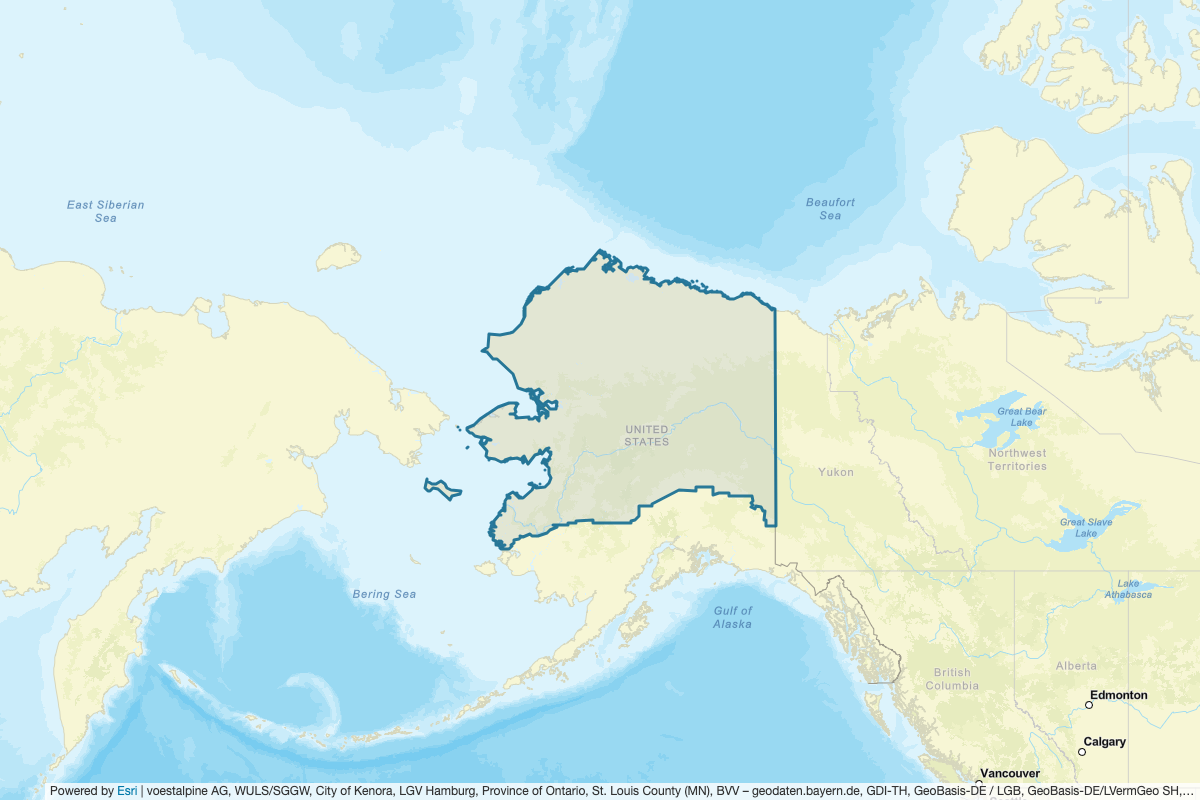 East Siberian
Sea
Beaufort
Sea
Great Bear
Lake
UNITED
STATES
Northwest
Territories
Yukon
Great Slave
Lake
Bering Sea
Lake
Athabasca
Gulf of
Alaska
British
Columbia
Alberta
Edmonton
Calgary
Vancouver
Powered by Esri | voestalpine AG, WULS/SGGW, City of Kenora, LGV Hamburg, Province of Ontario, St. Louis County (MN), BVV – geodaten.bayern.de, GDI-TH, GeoBasis-DE / LGB, GeoBasis-DE/LVermGeo SH,…